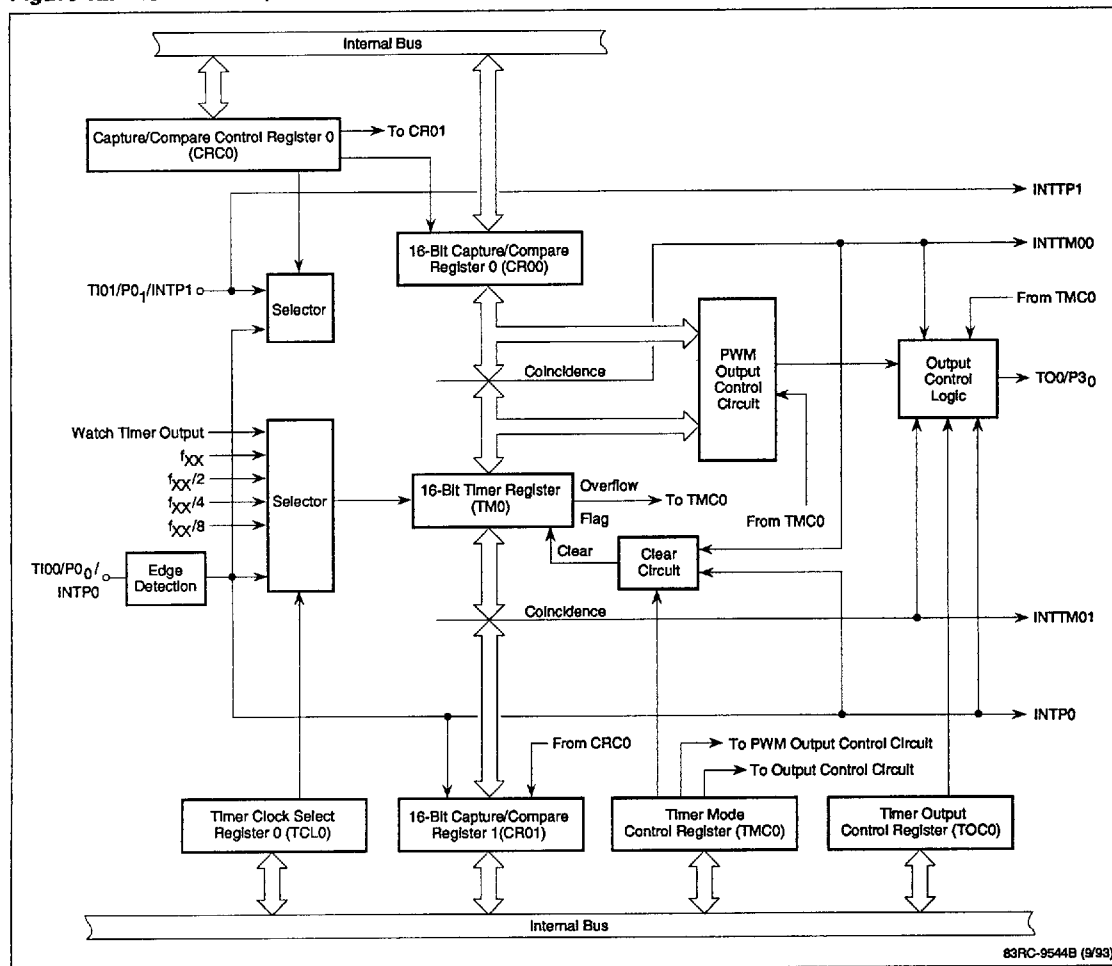 Internal Bus
Capture/Compare Control Register 0
(CRC0)
To CR01
INTTP1
16-Bit Capture/Compare
Register 0 (CR00)
INTTM00
TI01/P0₁/INTP1
Selector
From TMC0
PWM
Output
Control
Circuit
Output
Control
Logic
TO0/P3₀
Coincidence
Watch Timer Output
fXX
fXX/2
fXX/4
fXX/8
Selector
16-Bit Timer Register
(TM0)
Overflow
Flag
To TMC0
From TMC0
Clear
Clear
Circuit
TI00/P0₀/
INTP0
Edge
Detection
Coincidence
INTTM01
INTP0
From CRC0
To PWM Output Control Circuit
To Output Control Circuit
Timer Clock Select
Register 0 (TCL0)
16-Bit Capture/Compare
Register 1(CR01)
Timer Mode
Control Register (TMC0)
Timer Output
Control Register (TOC0)
Internal Bus
83RC-9544B (9/93)